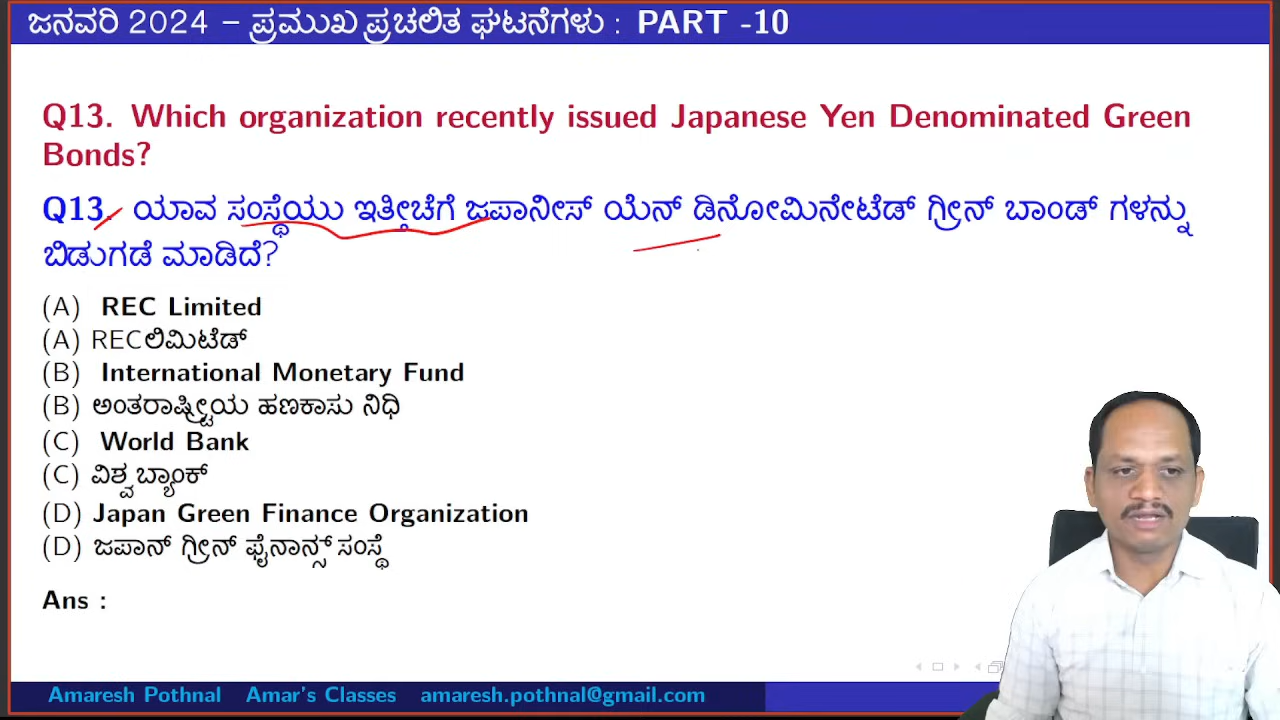 ಜನವರಿ 2024 – ಪ್ರಮುಖ ಪ್ರಚಲಿತ ಘಟನೆಗಳು : PART -10
Q13. Which organization recently issued Japanese Yen Denominated Green
Bonds?
Q13. ಯಾವ ಸಂಸ್ಥೆಯು ಇತ್ತೀಚೆಗೆ ಜಪಾನೀಸ್ ಯೆನ್ ಡಿನೋಮಿನೇಟೆಡ್ ಗ್ರೀನ್ ಬಾಂಡ್ ಗಳನ್ನು
ಬಿಡುಗಡೆ ಮಾಡಿದೆ?
(A) REC Limited
(A) RECಲಿಮಿಟೆಡ್
(B) International Monetary Fund
(B) ಅಂತರಾಷ್ಟ್ರೀಯ ಹಣಕಾಸು ನಿಧಿ
(C) World Bank
(C) ವಿಶ್ವ ಬ್ಯಾಂಕ್
(D) Japan Green Finance Organization
(D) ಜಪಾನ್ ಗ್ರೀನ್ ಫೈನಾನ್ಸ್ ಸಂಸ್ಥೆ
Ans :
Amaresh Pothnal Amar's Classes amaresh.pothnal@gmail.com